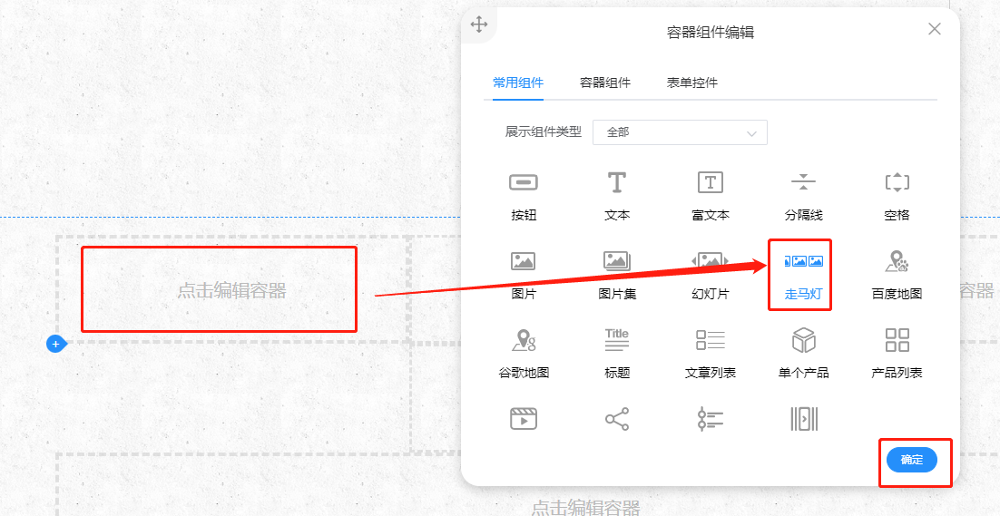 容器组件编辑
常用组件 容器组件 表单控件
展示组件类型 全部
按钮 文本 富文本 分隔线 空格
点击编辑容器
图片 图片集 幻灯片 走马灯 百度地图
容器
Title
谷歌地图 标题 文章列表 单个产品 产品列表
确定
点击编辑容器